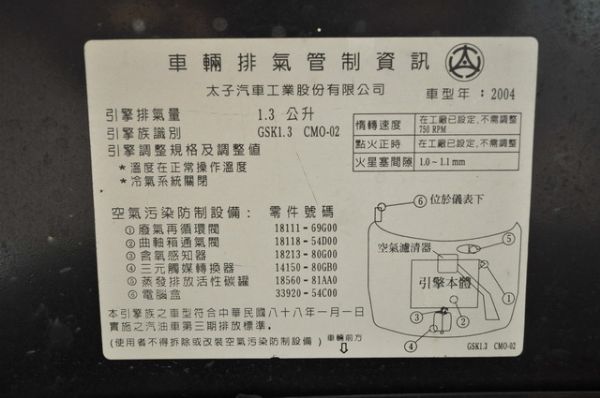 車輛排氣管制資訊
太子汽車工業股份有限公司
車型年：2004
引擎排氣量 1.3 公升
引擎族識別 GSK1.3 CMO-02
引擎調整規格及調整值
*溫度在正常操作溫度
*冷氣系統關閉
惰轉速度 在工廠已設定,不需調整 750 RPM
點火正時 在工廠已設定,不需調整
火星塞間隙 1.0~1.1mm
空氣污染防制設備： 零件號碼
①廢氣再循環閥 18111-69G00
②曲軸箱通氣閥 18118-54D00
③含氧感知器 18213-80G00
④三元觸媒轉換器 14150-80GB0
⑤蒸發排放活性碳罐 18560-81AA0
⑥電腦盒 33920-54C00
本引擎族之車型符合中華民國八十八年一月一日
實施之汽油車第三期排放標準。
(使用者不得拆除或改裝空氣污染防制設備)
車輛前方
⑥ 位於儀表下
空氣濾清器
⑤
引擎本體
①
③
②
④
GSK1.3 CMO-02